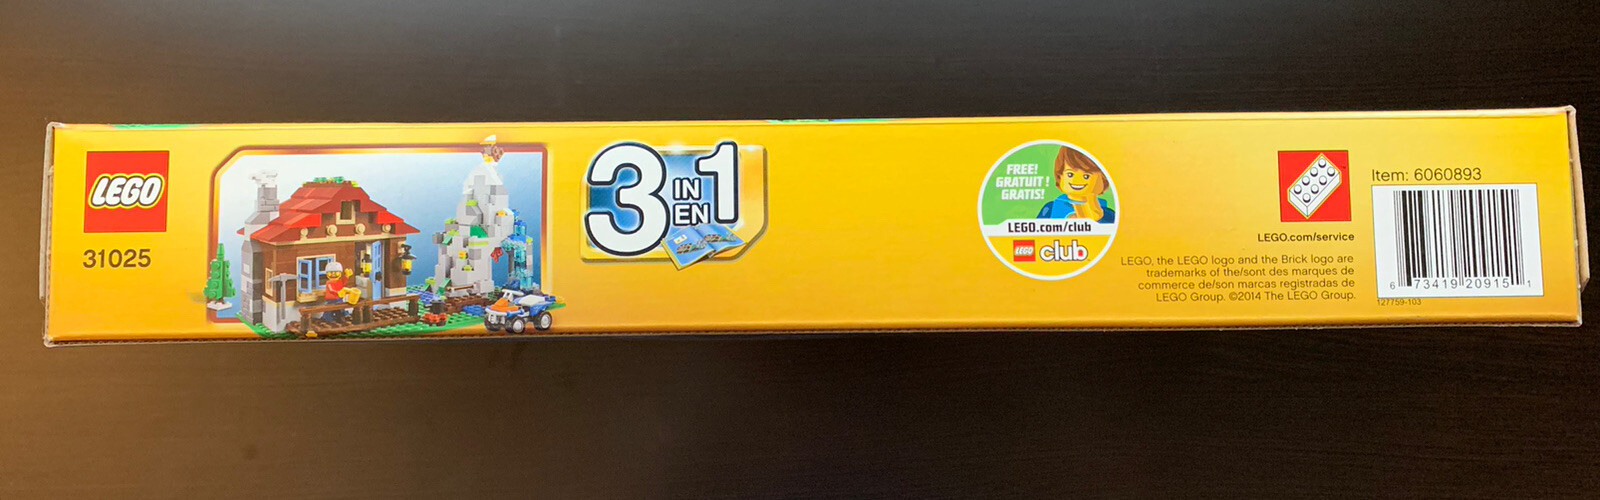 LEGO
31025
3 IN EN 1
FREE!
GRATUIT !
GRATIS!
LEGO.com/club
LEGO club
LEGO.com/service
LEGO, the LEGO logo and the Brick logo are
trademarks of the/sont des marques de
commerce de/son marcas registradas de
LEGO Group. ©2014 The LEGO Group.
Item: 6060893
6 73419 20915 1
127759-103